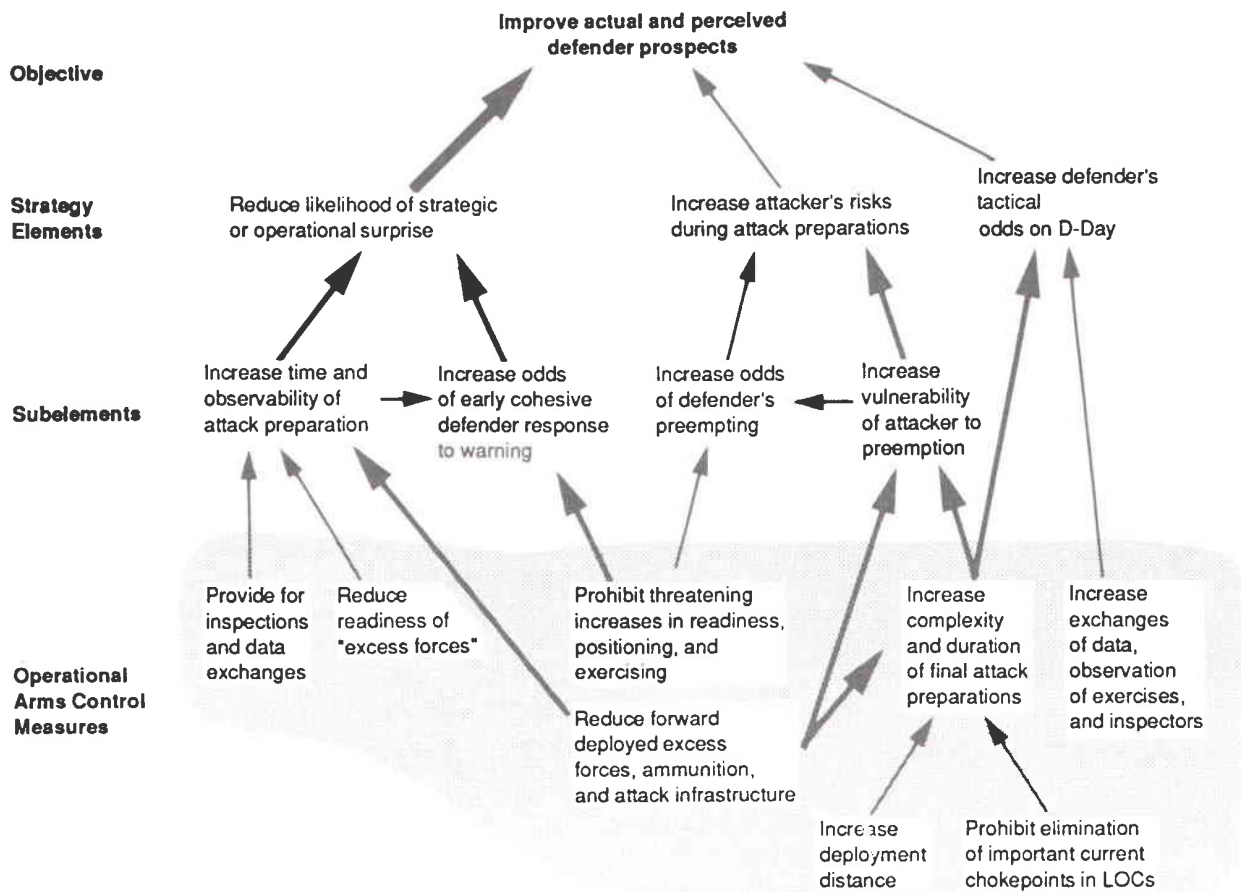 Improve actual and perceived
defender prospects
Objective
Strategy
Elements
Reduce likelihood of strategic
or operational surprise
Increase attacker's risks
during attack preparations
Increase defender's
tactical
odds on D-Day
Subelements
Increase time and
observability of
attack preparation
Increase odds
of early cohesive
defender response
to warning
Increase odds
of defender's
preempting
Increase
vulnerability
of attacker to
preemption
Operational
Arms Control
Measures
Provide for
inspections
and data
exchanges
Reduce
readiness of
"excess forces"
Prohibit threatening
increases in readiness,
positioning, and
exercising
Increase
complexity
and duration
of final attack
preparations
Increase
exchanges
of data,
observation
of exercises,
and inspectors
Reduce forward
deployed excess
forces, ammunition,
and attack infrastructure
Increase
deployment
distance
Prohibit elimination
of important current
chokepoints in LOCs